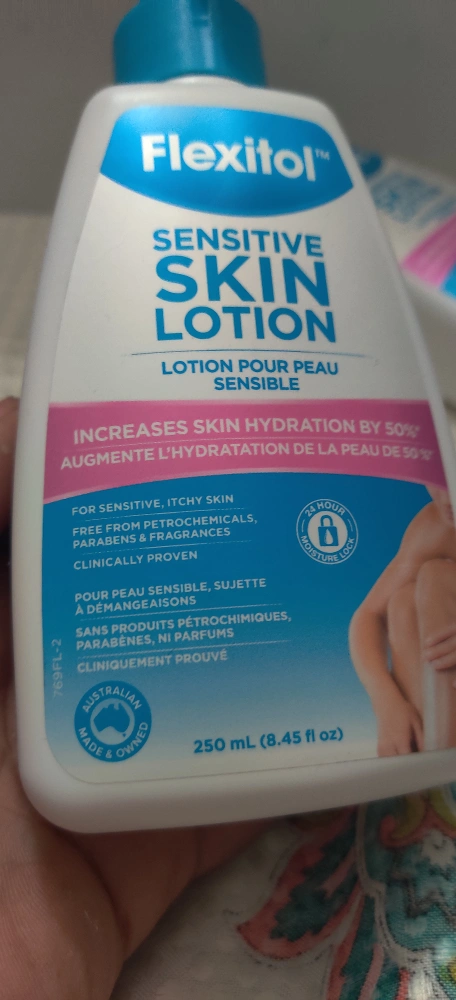 Flexitol™
SENSITIVE
SKIN
LOTION
LOTION POUR PEAU
SENSIBLE
INCREASES SKIN HYDRATION BY 50%*
AUGMENTE L'HYDRATATION DE LA PEAU DE 50 %*
FOR SENSITIVE, ITCHY SKIN
FREE FROM PETROCHEMICALS,
PARABENS & FRAGRANCES
CLINICALLY PROVEN
24 HOUR
MOISTURE LOCK
POUR PEAU SENSIBLE, SUJETTE
À DÉMANGEAISONS
SANS PRODUITS PÉTROCHIMIQUES,
PARABÈNES, NI PARFUMS
CLINIQUEMENT PROUVÉ
769FL-2
AUSTRALIAN
MADE & OWNED
250 mL (8.45 fl oz)